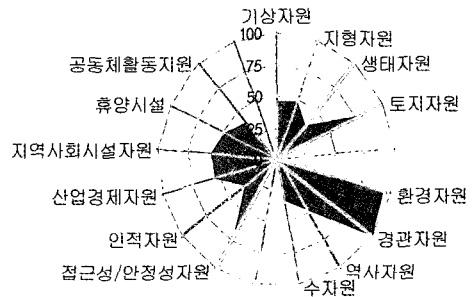 기상자원
100
지형자원
생태자원
토지자원
환경자원
경관자원
역사자원
수자원
접근성/안정성자원
인적자원
산업경제자원
지역사회시설자원
휴양시설
공동체활동지원
50
25
0